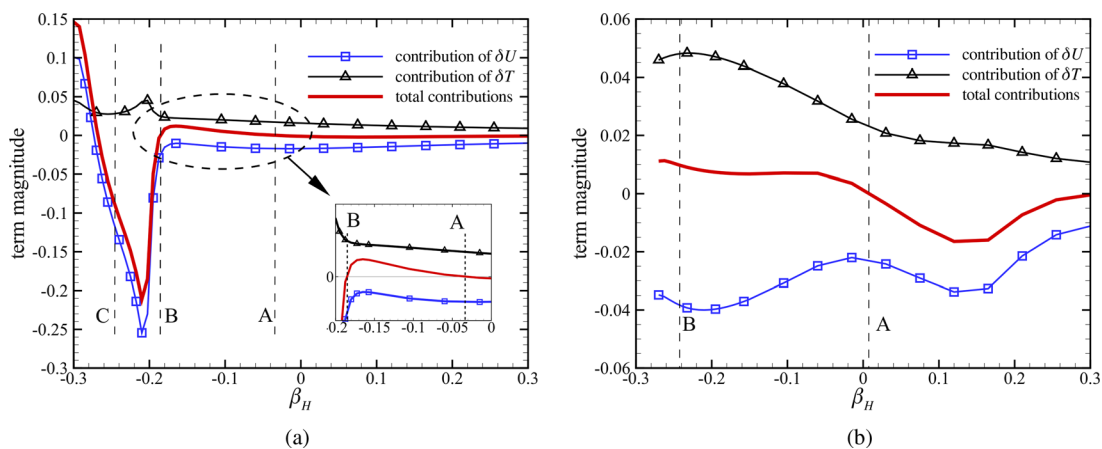 0.15
0.1
0.05
0
-0.05
-0.1
-0.15
-0.2
-0.25
-0.3
term magnitude
contribution of δU
contribution of δT
total contributions
C
B
A
B
A
0
-0.2
-0.15
-0.1
-0.05
0
-0.3
-0.2
-0.1
0
0.1
0.2
0.3
β_H
(a)
0.06
0.04
0.02
0
-0.02
-0.04
-0.06
term magnitude
contribution of δU
contribution of δT
total contributions
B
A
-0.3
-0.2
-0.1
0
0.1
0.2
0.3
β_H
(b)